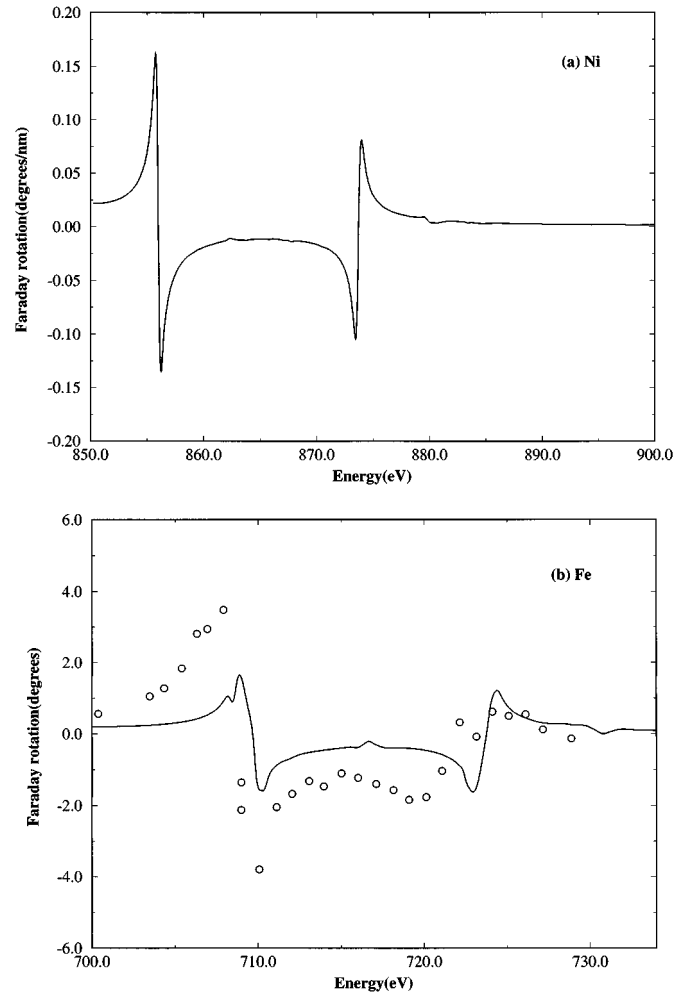 0.20
0.15
0.10
0.05
0.00
-0.05
-0.10
-0.15
-0.20
Faraday rotation(degrees/nm)
(a) Ni
850.0 860.0 870.0 880.0 890.0 900.0
Energy(eV)
6.0
4.0
2.0
0.0
-2.0
-4.0
-6.0
Faraday rotation(degrees)
(b) Fe
700.0 710.0 720.0 730.0
Energy(eV)